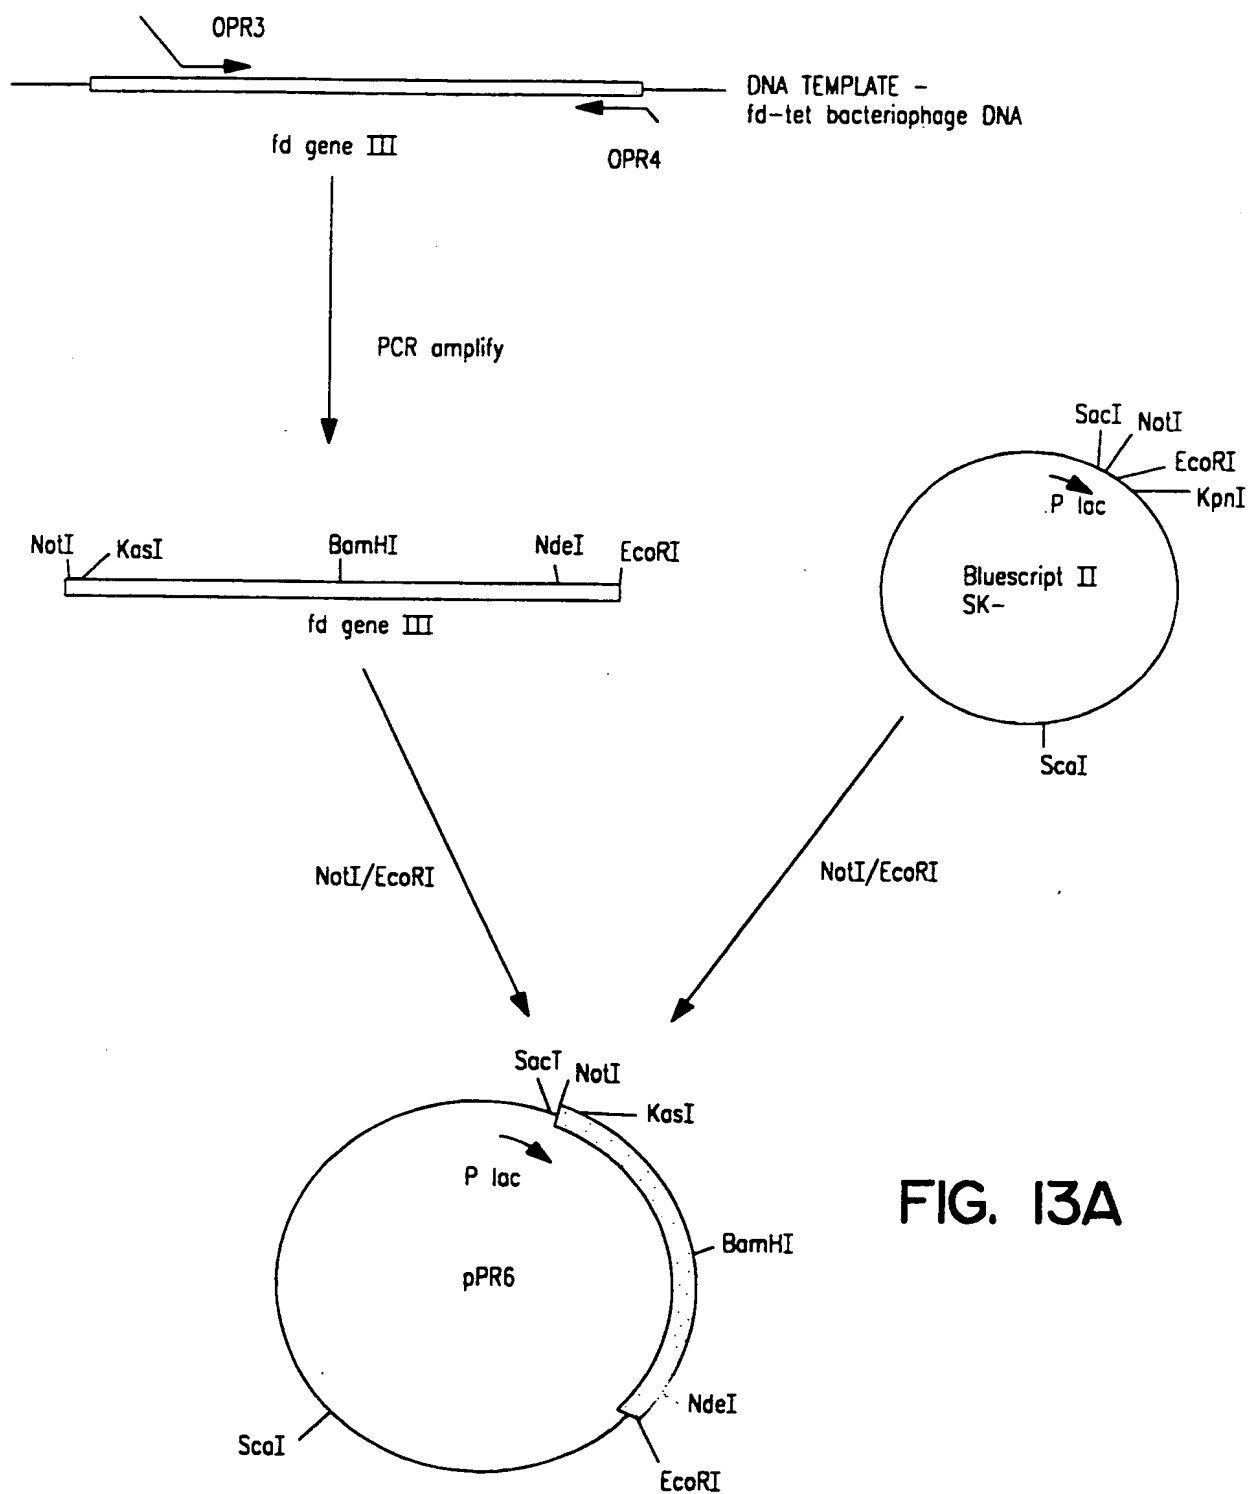 OPR3
DNA TEMPLATE -
fd-tet bacteriophage DNA
fd gene III
OPR4
PCR amplify
SacI
NotI
EcoRI
KpnI
P lac
Bluescript II
SK-
ScaI
NotI
KasI
BamHI
NdeI
EcoRI
fd gene III
NotI/EcoRI
NotI/EcoRI
SacT
NotI
KasI
P lac
FIG. 13A
BamHI
pPR6
NdeI
ScaI
EcoRI